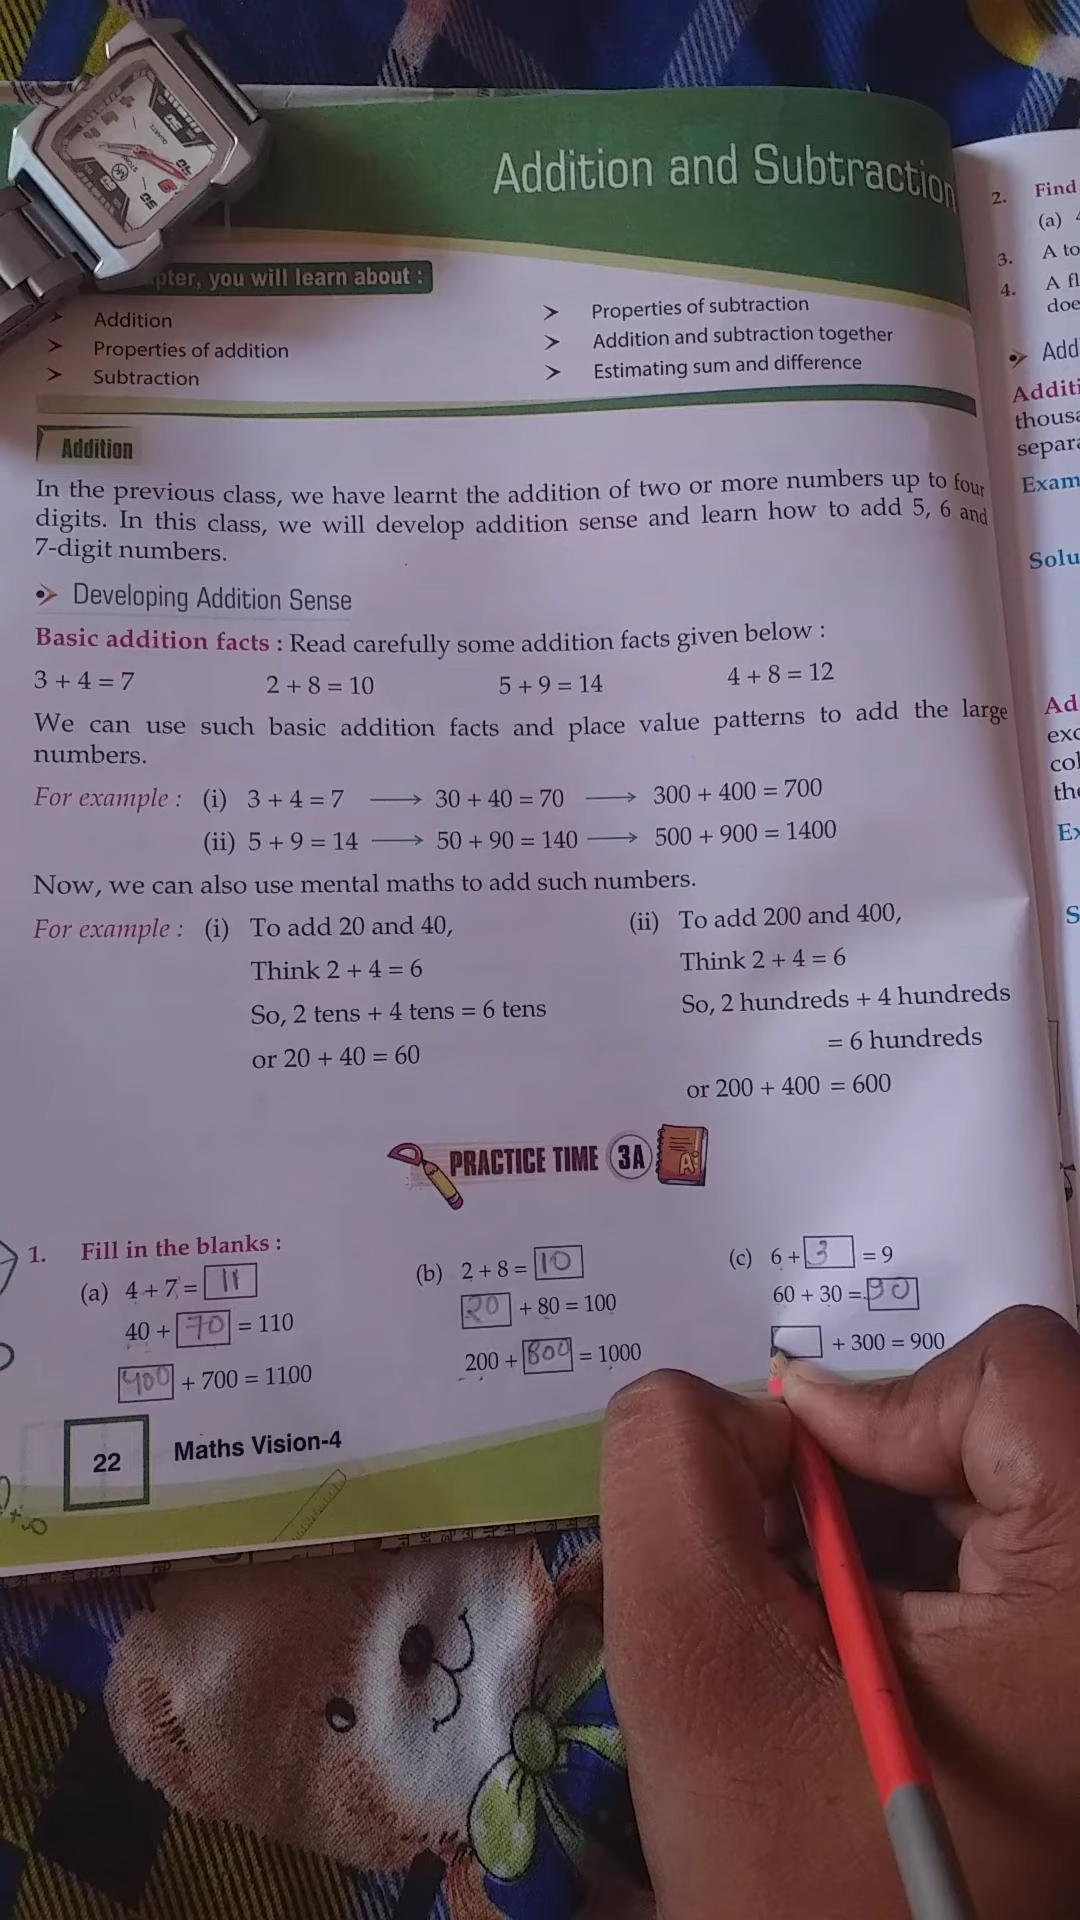 Addition and Subtraction
pter, you will learn about :
> Addition
> Properties of addition
> Subtraction
> Properties of subtraction
> Addition and subtraction together
> Estimating sum and difference
Addition
In the previous class, we have learnt the addition of two or more numbers up to four
digits. In this class, we will develop addition sense and learn how to add 5, 6 and
7-digit numbers.
Developing Addition Sense
Basic addition facts : Read carefully some addition facts given below :
3 + 4 = 7 2 + 8 = 10 5 + 9 = 14 4 + 8 = 12
We can use such basic addition facts and place value patterns to add the large
numbers.
For example : (i) 3 + 4 = 7 → 30 + 40 = 70 → 300 + 400 = 700
(ii) 5 + 9 = 14 → 50 + 90 = 140 → 500 + 900 = 1400
Now, we can also use mental maths to add such numbers.
For example : (i) To add 20 and 40,
Think 2 + 4 = 6
So, 2 tens + 4 tens = 6 tens
or 20 + 40 = 60
(ii) To add 200 and 400,
Think 2 + 4 = 6
So, 2 hundreds + 4 hundreds
= 6 hundreds
or 200 + 400 = 600
PRACTICE TIME 3A
1. Fill in the blanks :
(a) 4 + 7 = 11
40 + 70 = 110
400 + 700 = 1100
(b) 2 + 8 = 10
20 + 80 = 100
200 + 800 = 1000
(c) 6 + 3 = 9
60 + 30 = 90
+ 300 = 900
22 Maths Vision-4
2. Find
(a)
3. A to
4. A fl
doe
Add
Additi
thousa
separa
Exam
Solu
Ad
exc
col
the
Ex
S